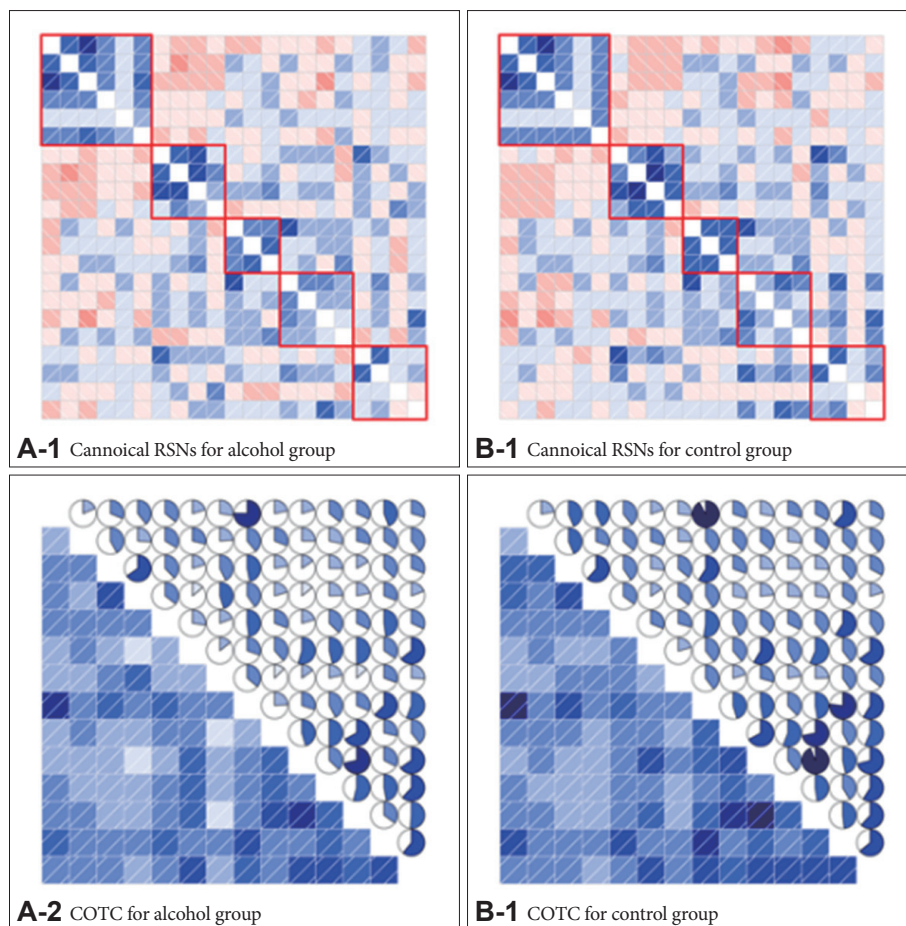 A-1 Cannoical RSNs for alcohol group
B-1 Cannoical RSNs for control group
A-2 COTC for alcohol group
B-1 COTC for control group